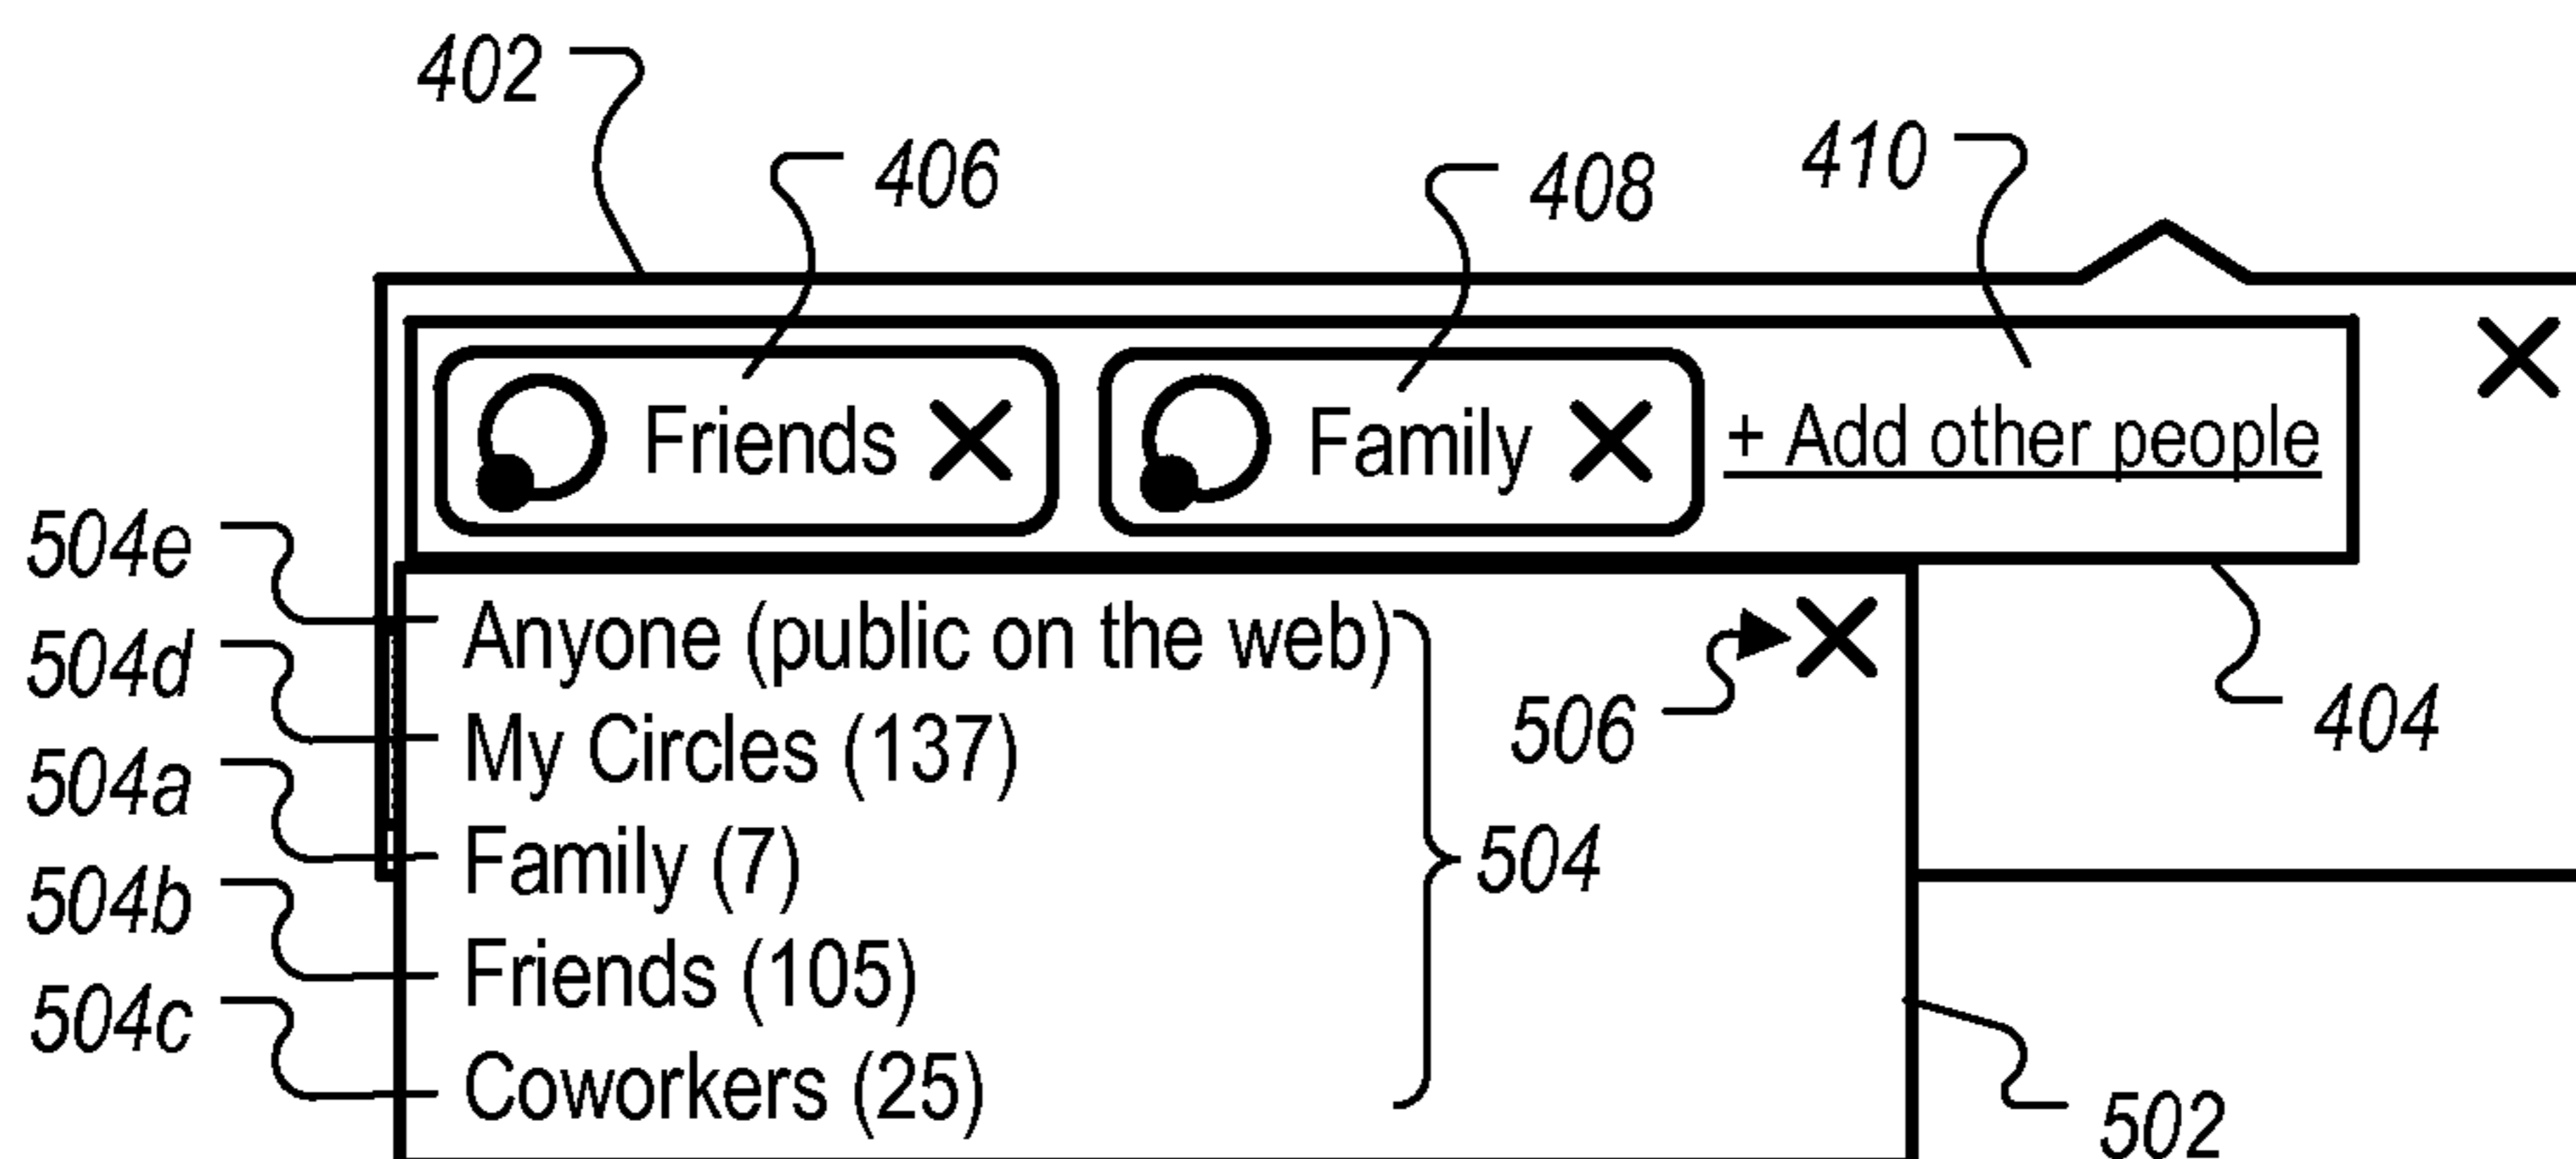 402
406
408
410
Friends
Family
+ Add other people
504e
Anyone (public on the web)
504d
My Circles (137)
506
404
504a
Family (7)
504
504b
Friends (105)
504c
Coworkers (25)
502